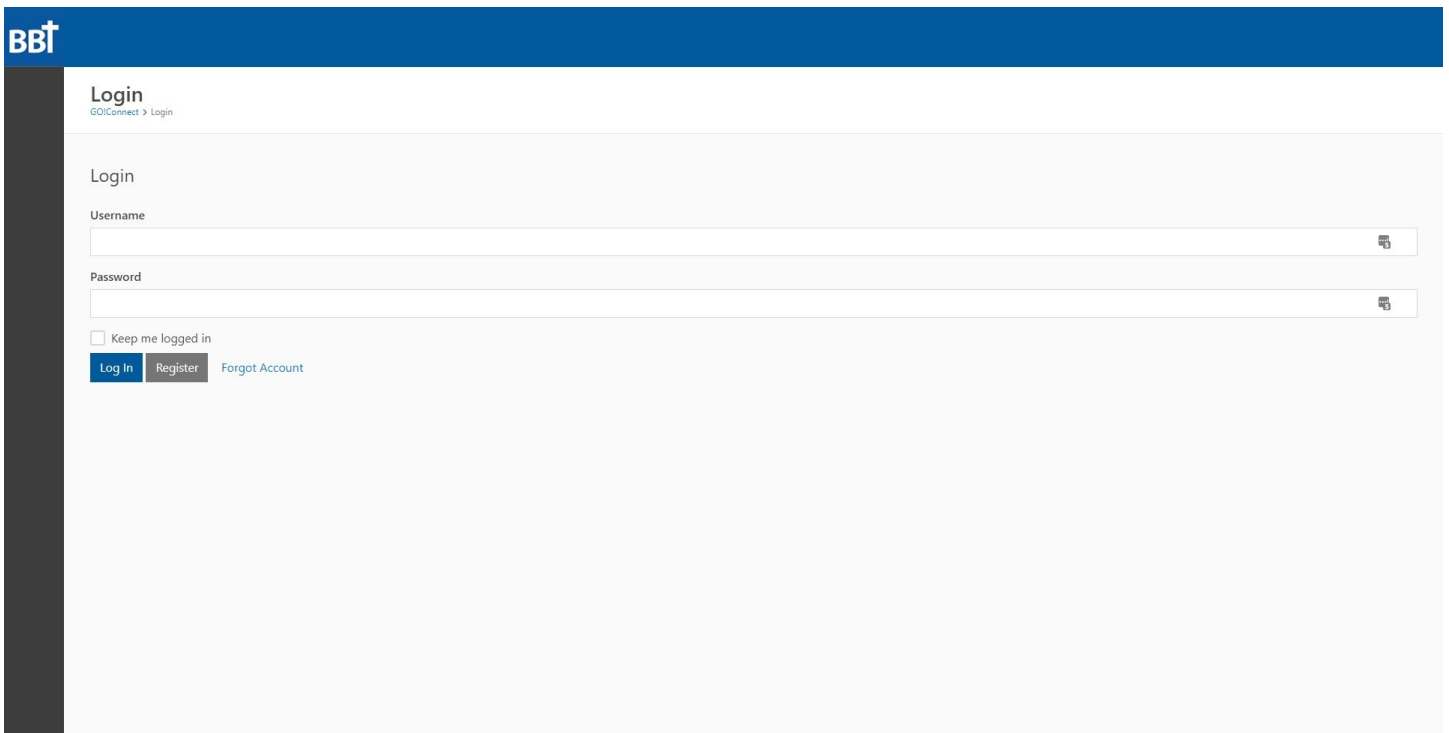 BBT
Login
GO!Connect > Login
Login
Username
Password
Keep me logged in
Log In Register Forgot Account